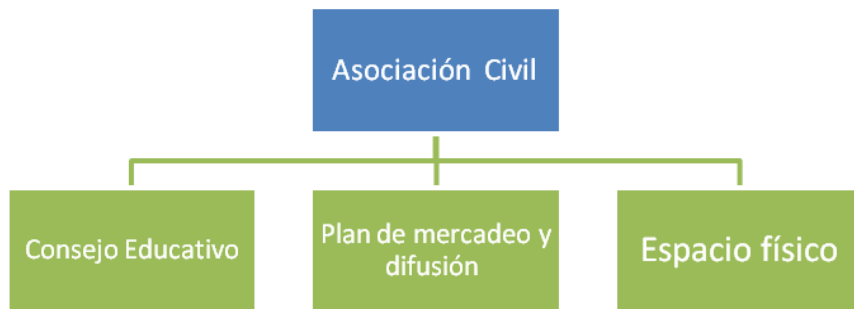 Asociación Civil
Consejo Educativo
Plan de mercadeo y
difusión
Espacio físico